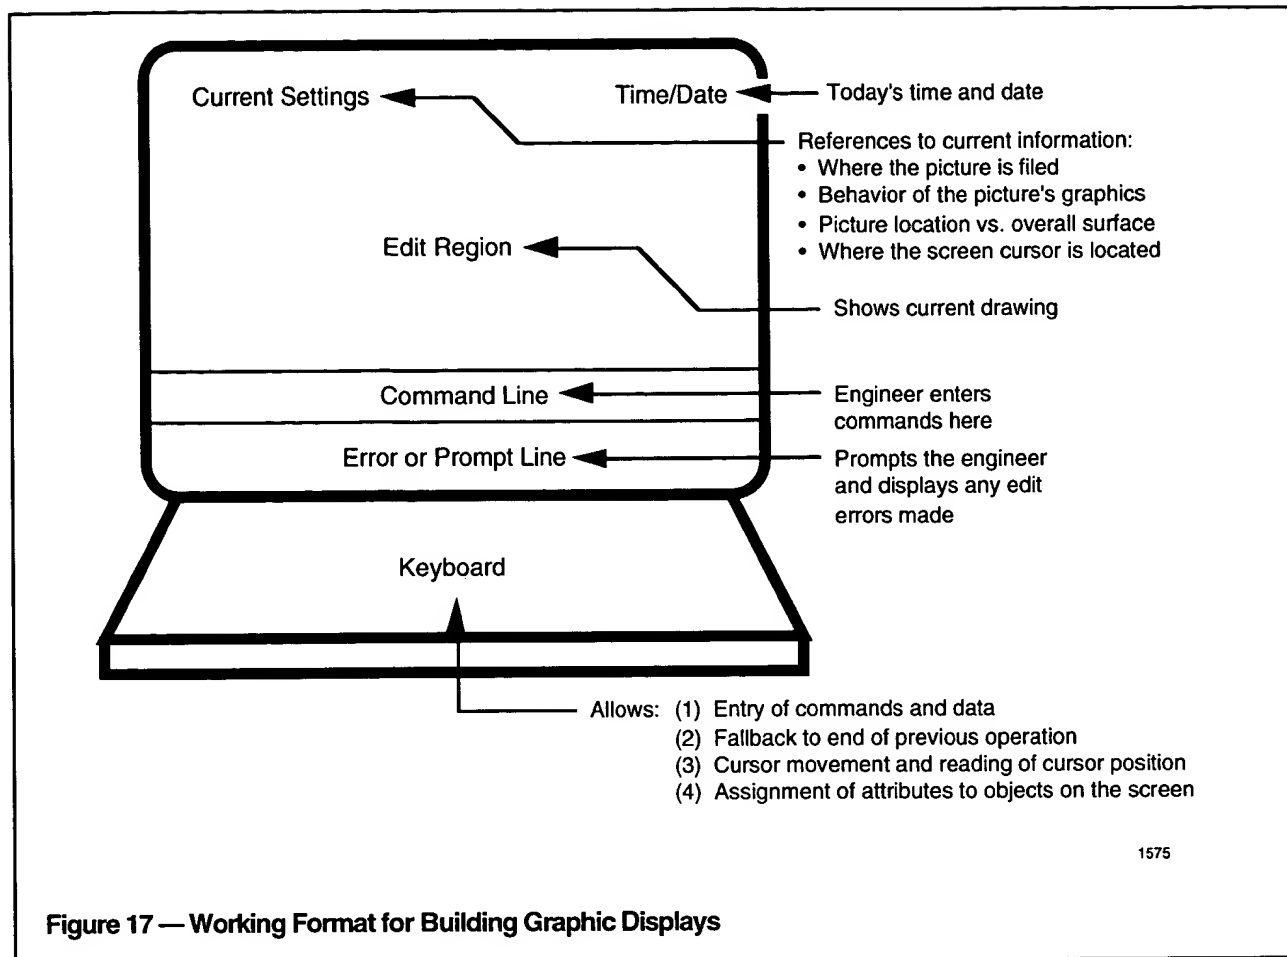 Current Settings
Time/Date
Today's time and date
References to current information:
• Where the picture is filed
• Behavior of the picture's graphics
• Picture location vs. overall surface
• Where the screen cursor is located
Edit Region
Shows current drawing
Command Line
Engineer enters
commands here
Error or Prompt Line
Prompts the engineer
and displays any edit
errors made
Keyboard
Allows: (1) Entry of commands and data
(2) Fallback to end of previous operation
(3) Cursor movement and reading of cursor position
(4) Assignment of attributes to objects on the screen
1575
Figure 17 — Working Format for Building Graphic Displays